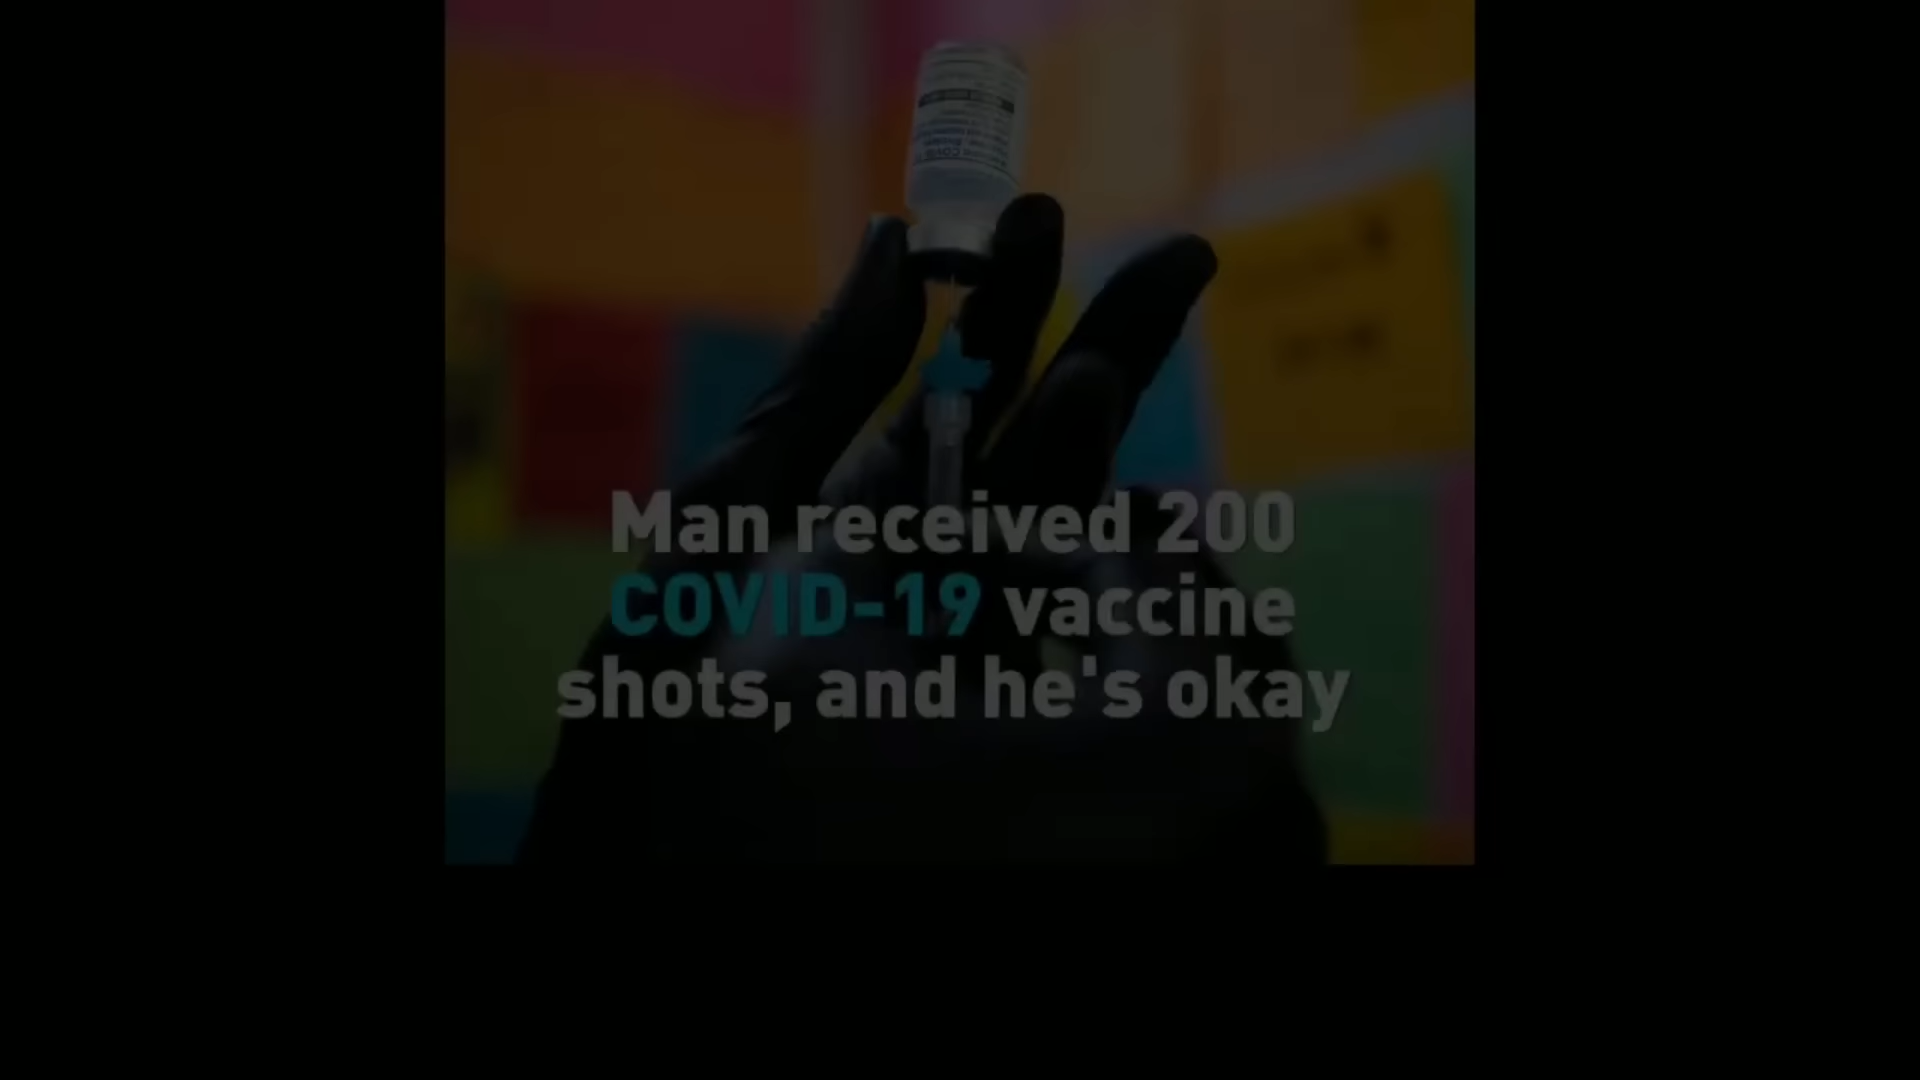 Man received 200
COVID-19 vaccine
shots, and he's okay